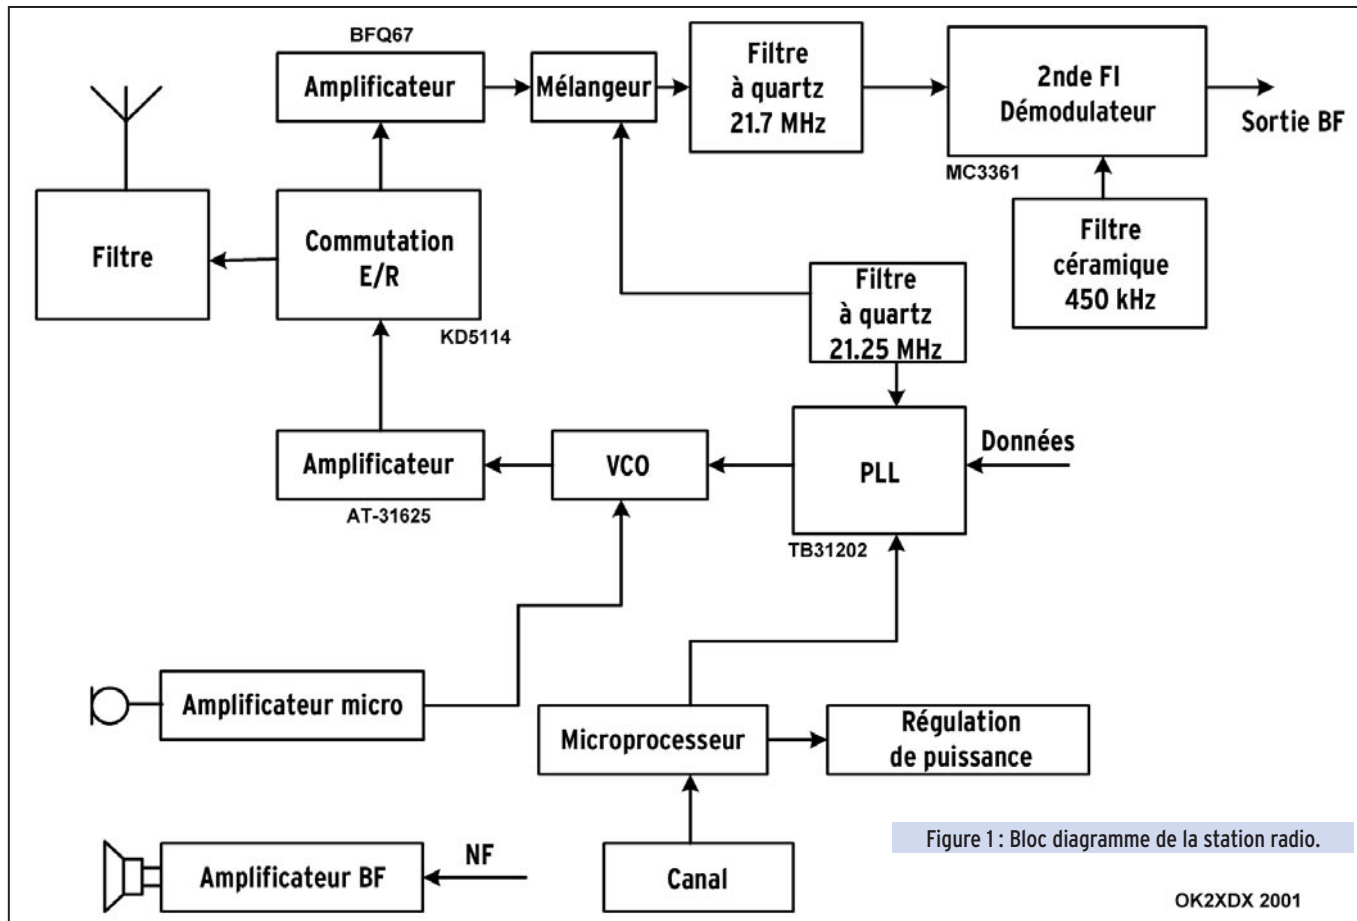 BFQ67
Amplificateur
Mélangeur
Filtre
à quartz
21.7 MHz
2nde FI
Démodulateur
Sortie BF
MC3361
Filtre
Commutation
E/R
KD5114
Filtre
céramique
450 kHz
Filtre
à quartz
21.25 MHz
Amplificateur
AT-31625
VCO
PLL
Données
TB31202
Amplificateur micro
Microprocesseur
Régulation
de puissance
Amplificateur BF
NF
Canal
Figure 1 : Bloc diagramme de la station radio.
OK2XDX 2001